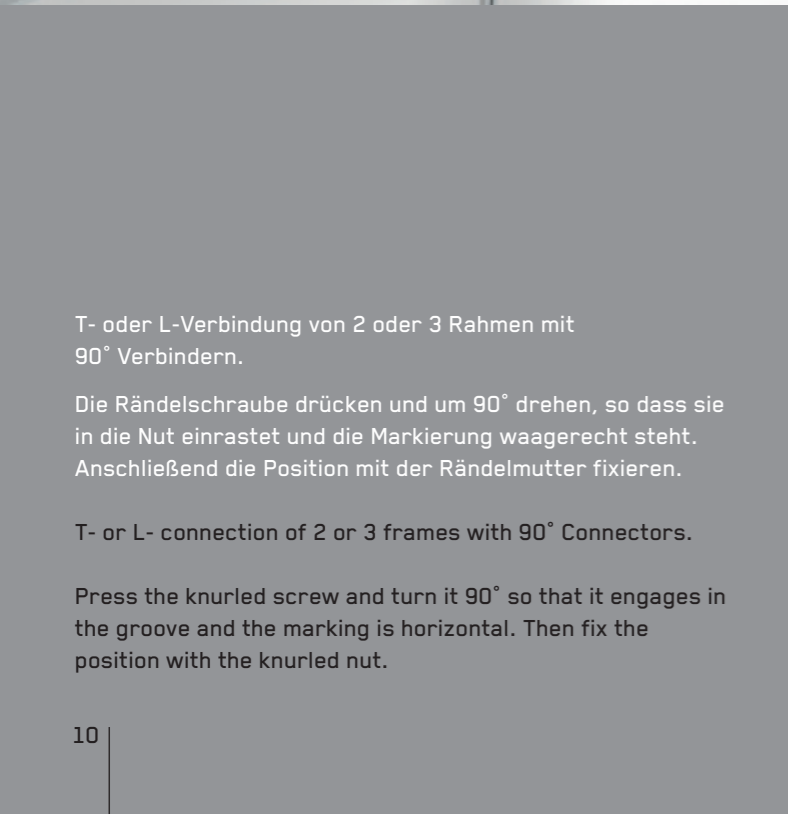 T- oder L-Verbindung von 2 oder 3 Rahmen mit
90° Verbindern.
Die Rändelschraube drücken und um 90° drehen, so dass sie
in die Nut einrastet und die Markierung waagerecht steht.
Anschließend die Position mit der Rändelmutter fixieren.
T- or L- connection of 2 or 3 frames with 90° Connectors.
Press the knurled screw and turn it 90° so that it engages in
the groove and the marking is horizontal. Then fix the
position with the knurled nut.
10